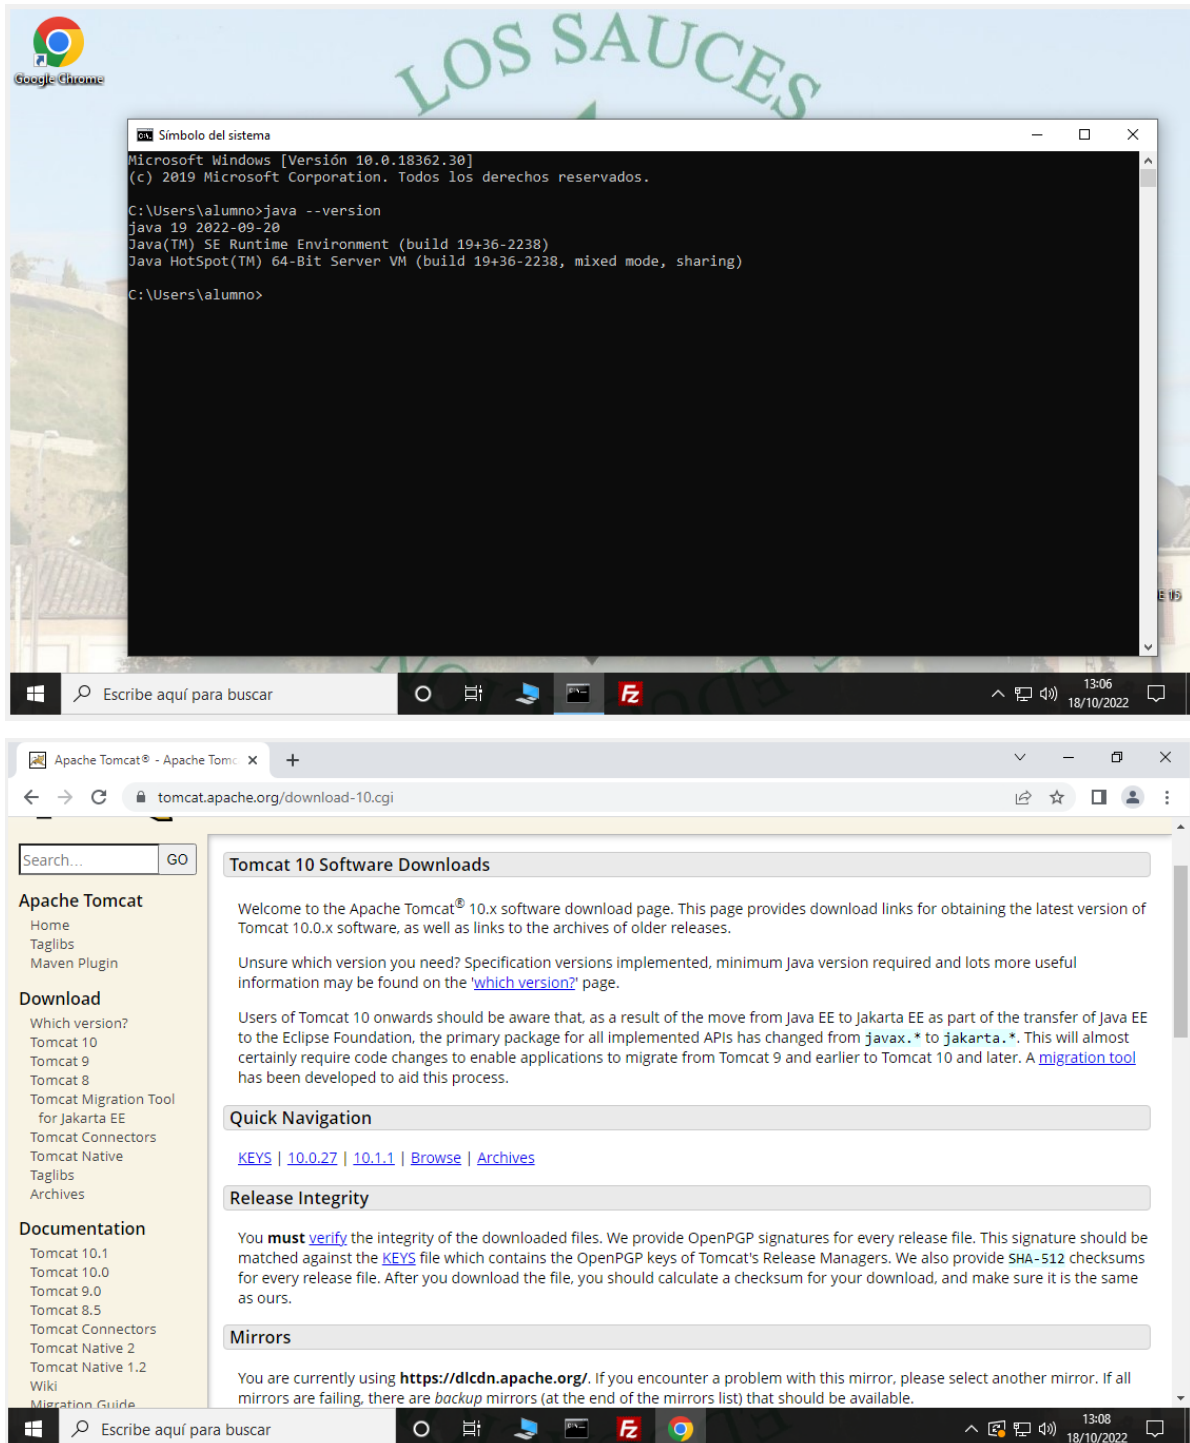 LOS SAUCES
Google Chrome
Símbolo del sistema
Microsoft Windows [Versión 10.0.18362.30]
(c) 2019 Microsoft Corporation. Todos los derechos reservados.
C:\Users\alumno>java --version
java 19 2022-09-20
Java(TM) SE Runtime Environment (build 19+36-2238)
Java HotSpot(TM) 64-Bit Server VM (build 19+36-2238, mixed mode, sharing)
C:\Users\alumno>
E 15
Escribe aquí para buscar
13:06
18/10/2022
Apache Tomcat® - Apache Tomc
tomcat.apache.org/download-10.cgi
Search...
GO
Apache Tomcat
Home
Taglibs
Maven Plugin
Download
Which version?
Tomcat 10
Tomcat 9
Tomcat 8
Tomcat Migration Tool
for Jakarta EE
Tomcat Connectors
Tomcat Native
Taglibs
Archives
Documentation
Tomcat 10.1
Tomcat 10.0
Tomcat 9.0
Tomcat 8.5
Tomcat Connectors
Tomcat Native 2
Tomcat Native 1.2
Wiki
Migration Guide
Tomcat 10 Software Downloads
Welcome to the Apache Tomcat® 10.x software download page. This page provides download links for obtaining the latest version of
Tomcat 10.0.x software, as well as links to the archives of older releases.
Unsure which version you need? Specification versions implemented, minimum Java version required and lots more useful
information may be found on the 'which version?' page.
Users of Tomcat 10 onwards should be aware that, as a result of the move from Java EE to Jakarta EE as part of the transfer of Java EE
to the Eclipse Foundation, the primary package for all implemented APIs has changed from javax.* to jakarta.*. This will almost
certainly require code changes to enable applications to migrate from Tomcat 9 and earlier to Tomcat 10 and later. A migration tool
has been developed to aid this process.
Quick Navigation
KEYS | 10.0.27 | 10.1.1 | Browse | Archives
Release Integrity
You must verify the integrity of the downloaded files. We provide OpenPGP signatures for every release file. This signature should be
matched against the KEYS file which contains the OpenPGP keys of Tomcat's Release Managers. We also provide SHA-512 checksums
for every release file. After you download the file, you should calculate a checksum for your download, and make sure it is the same
as ours.
Mirrors
You are currently using https://dlcdn.apache.org/. If you encounter a problem with this mirror, please select another mirror. If all
mirrors are failing, there are backup mirrors (at the end of the mirrors list) that should be available.
Escribe aquí para buscar
13:08
18/10/2022